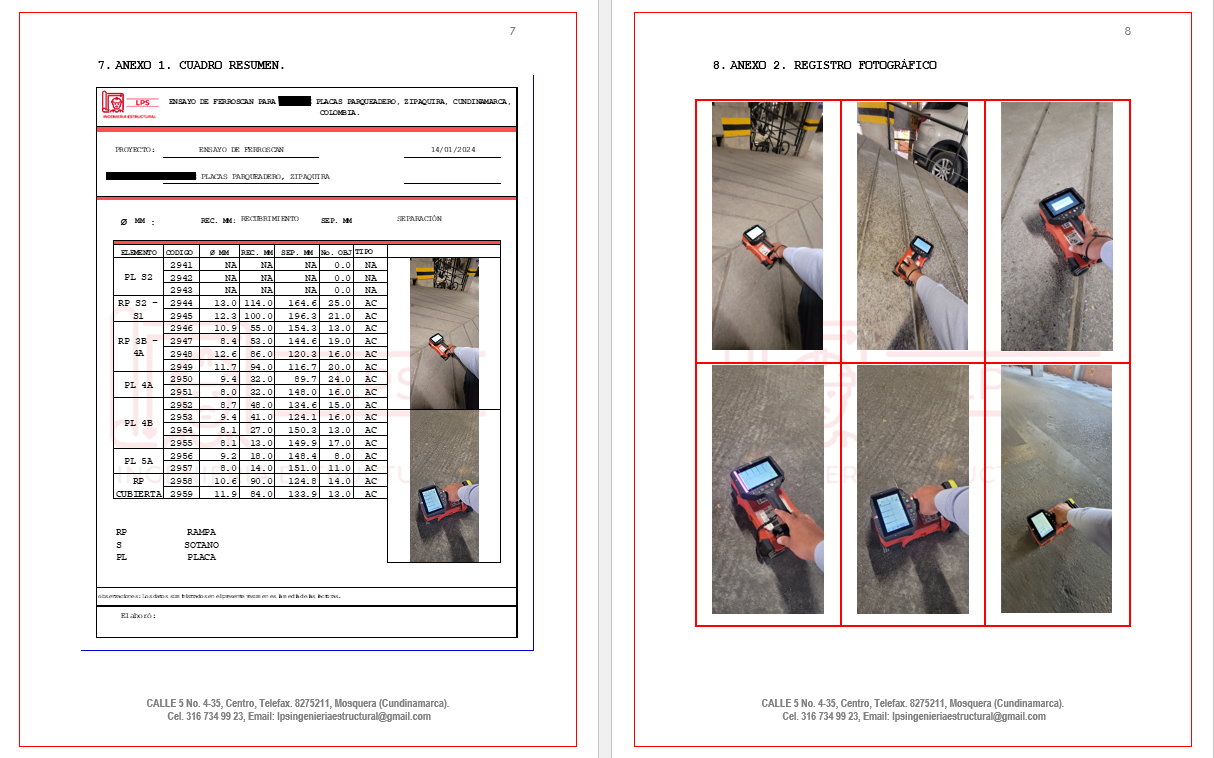 7
7. ANEXO 1. CUADRO RESUMEN.
LPS
INGENIERIA ESTRUCTURAL
ENSAYO DE FERROSCAN PARA PLACAS PARQUEADERO, ZIPAQUIRA, CUNDINAMARCA,
COLOMBIA.
PROYECTO: ENSAYO DE FERROSCAN 14/01/2024
PLACAS PARQUEADERO, ZIPAQUIRA
Ø MM : REC. MM: RECUBRIMIENTO SEP. MM SEPARACIÓN
ELEMENTO CODIGO Ø MM REC. MM SEP. MM No. OBJ TIPO
PL S2
2941 NA NA NA 0.0 NA
2942 NA NA NA 0.0 NA
2943 NA NA NA 0.0 NA
RP S2 - S1
2944 13.0 114.0 164.6 25.0 AC
2945 12.3 100.0 196.3 21.0 AC
RP 3B - 4A
2946 10.9 55.0 154.3 13.0 AC
2947 8.4 53.0 144.6 19.0 AC
2948 12.6 86.0 120.3 16.0 AC
2949 11.7 94.0 116.7 20.0 AC
PL 4A
2950 9.4 32.0 89.7 24.0 AC
2951 8.0 32.0 148.0 16.0 AC
PL 4B
2952 8.7 48.0 134.6 15.0 AC
2953 9.4 41.0 124.1 16.0 AC
2954 8.1 27.0 150.3 13.0 AC
2955 8.1 13.0 149.9 17.0 AC
PL 5A
2956 9.2 18.0 148.4 8.0 AC
2957 8.0 14.0 151.0 11.0 AC
RP CUBIERTA
2958 10.6 90.0 124.8 14.0 AC
2959 11.9 84.0 133.9 13.0 AC
RP RAMPA
S SOTANO
PL PLACA
observaciones: Los datos suministrados en el presente resumen es la media de las lecturas.
Elaboró:
CALLE 5 No. 4-35, Centro, Telefax. 8275211, Mosquera (Cundinamarca).
Cel. 316 734 99 23, Email: lpsingenieriaestructural@gmail.com
8
8. ANEXO 2. REGISTRO FOTOGRÀFICO
CALLE 5 No. 4-35, Centro, Telefax. 8275211, Mosquera (Cundinamarca).
Cel. 316 734 99 23, Email: lpsingenieriaestructural@gmail.com